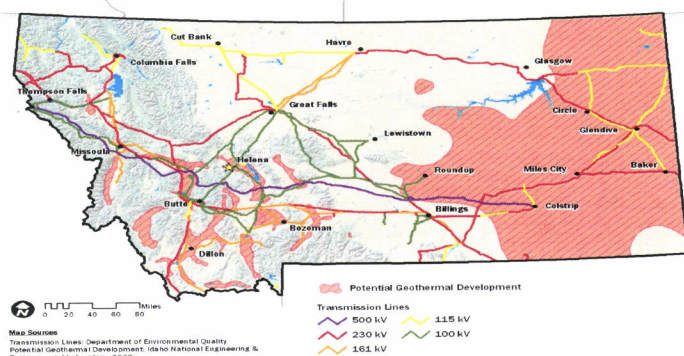 Cut Bank
Havre
Columbia Falls
Glasgow
Thompson Falls
Great Falls
Circle
Glendive
Lewistown
Missoula
Helena
Roundup
Miles City
Baker
Butte
Billings
Colstrip
Bozeman
Dillon
Potential Geothermal Development
Transmission Lines
500 kV
115 kV
230 kV
100 kV
161 kV
N
Miles
0 10 20 40 60 80
Map Sources
Transmission Lines: Department of Environmental Quality
Potential Geothermal Development: Idaho National Engineering &